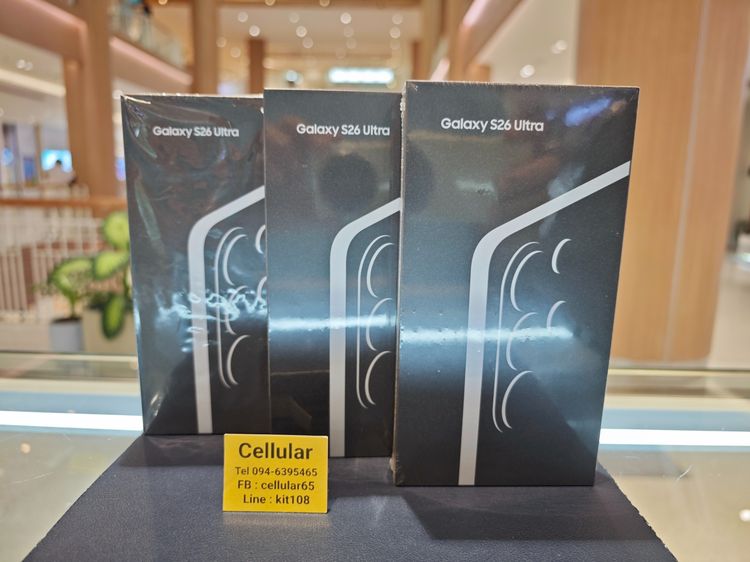 Galaxy S26 Ultra
Galaxy S26 Ultra
Galaxy S26 Ultra
Cellular
Tel 094-6395465
FB : cellular65
Line : kit108